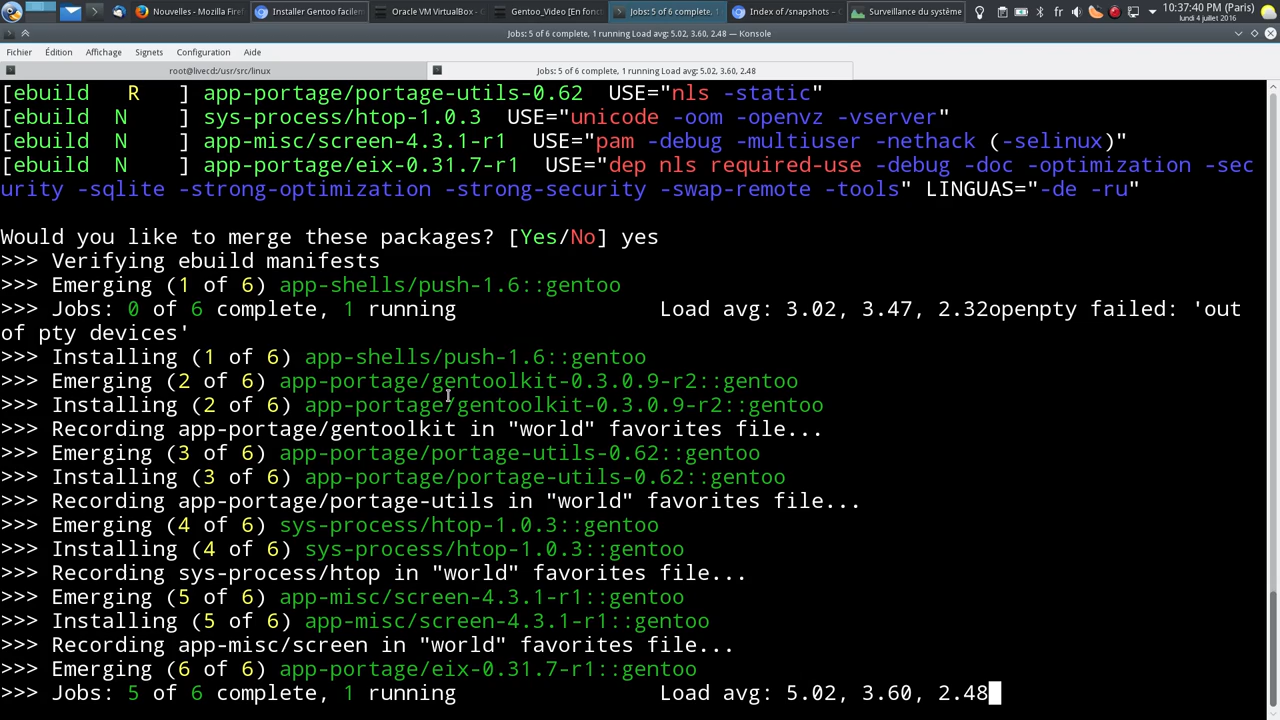 Nouvelles - Mozilla Firef
Installer Gentoo facilem
Oracle VM VirtualBox -
Gentoo_Video [En fonct
Jobs: 5 of 6 complete, 1
Index of /snapshots -
Surveillance du système
fr
10:37:40 PM (Paris)
lundi 4 juillet 2016
Jobs: 5 of 6 complete, 1 running Load avg: 5.02, 3.60, 2.48 — Konsole
Fichier Édition Affichage Signets Configuration Aide
root@livecd:/usr/src/linux
Jobs: 5 of 6 complete, 1 running Load avg: 5.02, 3.60, 2.48
[ebuild   R    ] app-portage/portage-utils-0.62  USE="nls -static"
[ebuild  N     ] sys-process/htop-1.0.3  USE="unicode -oom -openvz -vserver"
[ebuild  N     ] app-misc/screen-4.3.1-r1  USE="pam -debug -multiuser -nethack (-selinux)"
[ebuild  N     ] app-portage/eix-0.31.7-r1  USE="dep nls required-use -debug -doc -optimization -sec
urity -sqlite -strong-optimization -strong-security -swap-remote -tools" LINGUAS="-de -ru"
Would you like to merge these packages? [Yes/No] yes
>>> Verifying ebuild manifests
>>> Emerging (1 of 6) app-shells/push-1.6::gentoo
>>> Jobs: 0 of 6 complete, 1 running                Load avg: 3.02, 3.47, 2.32openpty failed: 'out
of pty devices'
>>> Installing (1 of 6) app-shells/push-1.6::gentoo
>>> Emerging (2 of 6) app-portage/gentoolkit-0.3.0.9-r2::gentoo
>>> Installing (2 of 6) app-portage/gentoolkit-0.3.0.9-r2::gentoo
>>> Recording app-portage/gentoolkit in "world" favorites file...
>>> Emerging (3 of 6) app-portage/portage-utils-0.62::gentoo
>>> Installing (3 of 6) app-portage/portage-utils-0.62::gentoo
>>> Recording app-portage/portage-utils in "world" favorites file...
>>> Emerging (4 of 6) sys-process/htop-1.0.3::gentoo
>>> Installing (4 of 6) sys-process/htop-1.0.3::gentoo
>>> Recording sys-process/htop in "world" favorites file...
>>> Emerging (5 of 6) app-misc/screen-4.3.1-r1::gentoo
>>> Installing (5 of 6) app-misc/screen-4.3.1-r1::gentoo
>>> Recording app-misc/screen in "world" favorites file...
>>> Emerging (6 of 6) app-portage/eix-0.31.7-r1::gentoo
>>> Jobs: 5 of 6 complete, 1 running                Load avg: 5.02, 3.60, 2.48